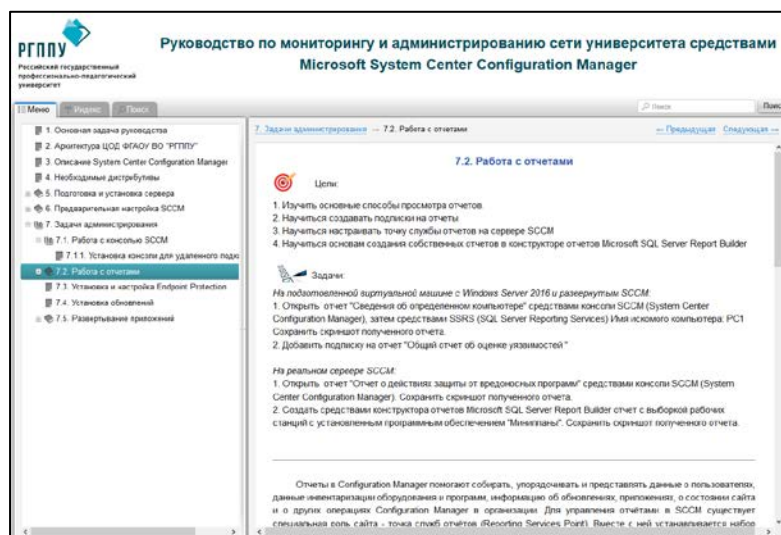 РГППУ
Российский государственный
профессионально-педагогический
университет
Руководство по мониторингу и администрированию сети университета средствами
Microsoft System Center Configuration Manager
Меню
Индекс
Поиск
Поиск
1. Основная задача руководства
2. Архитектура ЦОД ФГАОУ ВО "РГППУ"
3. Описание System Center Configuration Manager
4. Необходимые дистрибутивы
5. Подготовка и установка сервера
6. Предварительная настройка SCCM
7. Задачи администрирования
7.1. Работа с консолью SCCM
7.1.1. Установка консоли для удаленного
7.2. Работа с отчетами
7.3. Установка и настройка Endpoint Protection
7.4. Установка обновлений
7.5. Развертывание приложений
7. Задачи администрирования → 7.2. Работа с отчетами
← Предыдущая Следующая →
7.2. Работа с отчетами
Цели:
1. Изучить основные способы просмотра отчетов.
2. Научиться создавать подписки на отчеты
3. Научиться настраивать точку службы отчетов на сервере SCCM
4. Научиться основам создания собственных отчетов в конструкторе отчетов Microsoft SQL Server Report Builder
Задачи:
На подготовленной виртуальной машине с Windows Server 2016 и развернутым SCCM:
1. Открыть отчет "Сведения об определенном компьютере" средствами консоли SCCM (System Center
Configuration Manager), затем средствами SSRS (SQL Server Reporting Services) Имя искомого компьютера: PC1
Сохранить скриншот полученного отчета.
2. Добавить подписку на отчет "Общий отчет об оценке уязвимостей "
На реальном сервере SCCM:
1. Открыть отчет "Отчет о действиях защиты от вредоносных программ" средствами консоли SCCM (System
Center Configuration Manager). Сохранить скриншот полученного отчета.
2. Создать средствами конструктора отчетов Microsoft SQL Server Report Builder отчет с выборкой рабочих
станций с установленным программным обеспечением "Миниппаны". Сохранить скриншот полученного отчета.
Отчеты в Configuration Manager помогают собирать, упорядочивать и представлять данные о пользователях,
данные инвентаризации оборудования и программ, информацию об обновлениях, приложениях, о состоянии сайта
и о других операциях Configuration Manager в организации. Для управления отчётами в SCCM существует
специальная роль сайта - точка служб отчётов (Reporting Services Point). Вместе с ней устанавливается набор